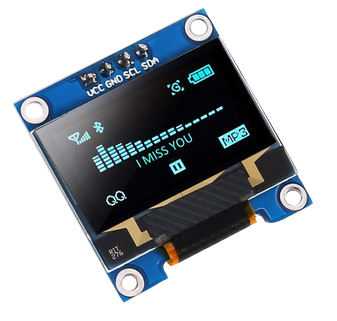 VCC GND SCL SDA
I MISS YOU
MP3
QQ